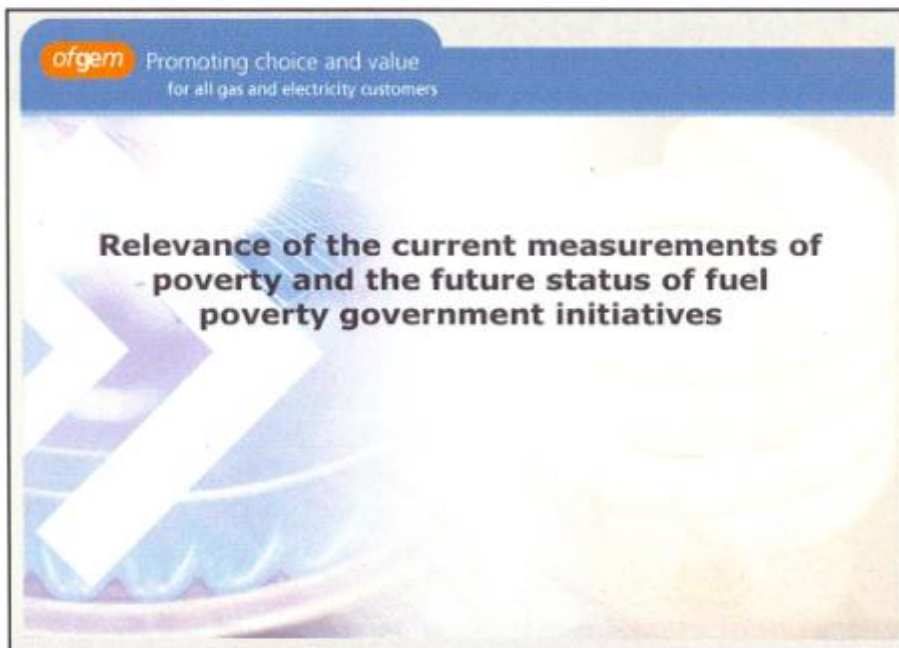 ofgem Promoting choice and value
for all gas and electricity customers
Relevance of the current measurements of
poverty and the future status of fuel
poverty government initiatives